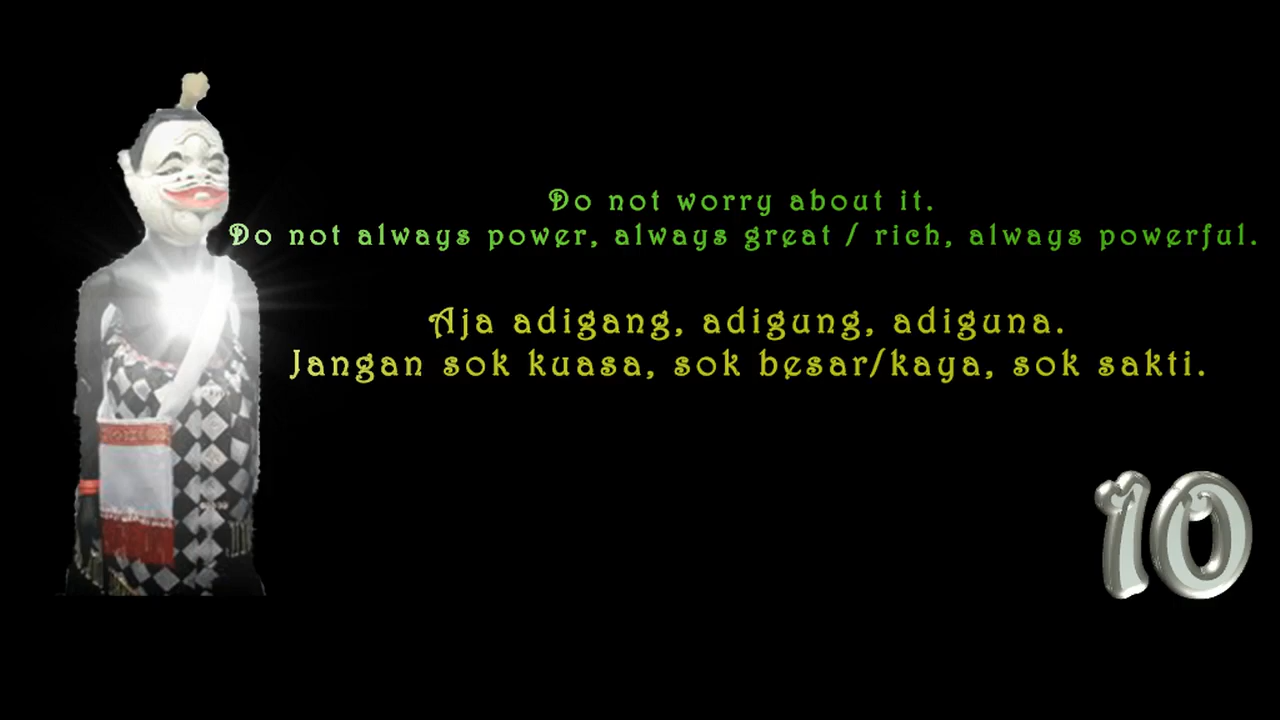 Do not worry about it.
Do not always power, always great / rich, always powerful.
Aja adigang, adigung, adiguna.
Jangan sok kuasa, sok besar/kaya, sok sakti.
10